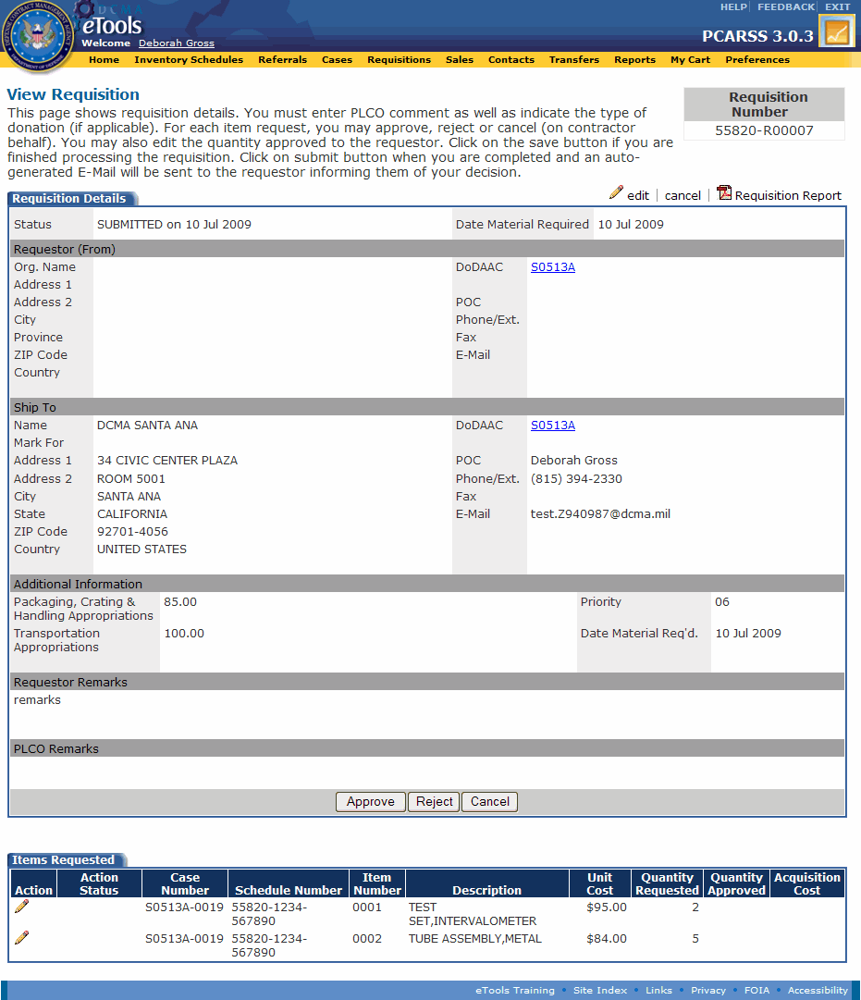 HELP | FEEDBACK | EXIT
DCMA
eTools
Welcome Deborah Gross
PCARSS 3.0.3
DEFENSE CONTRACT MANAGEMENT AGENCY
DEPARTMENT OF DEFENSE
Home Inventory Schedules Referrals Cases Requisitions Sales Contacts Transfers Reports My Cart Preferences
View Requisition
This page shows requisition details. You must enter PLCO comment as well as indicate the type of
donation (if applicable). For each item request, you may approve, reject or cancel (on contractor
behalf). You may also edit the quantity approved to the requestor. Click on the save button if you are
finished processing the requisition. Click on submit button when you are completed and an auto-
generated E-Mail will be sent to the requestor informing them of your decision.
Requisition
Number
55820-R00007
Requisition Details
edit | cancel | Requisition Report
Status SUBMITTED on 10 Jul 2009 Date Material Required 10 Jul 2009
Requestor (From)
Org. Name DoDAAC S0513A
Address 1
Address 2 POC
City Phone/Ext.
Province Fax
ZIP Code E-Mail
Country
Ship To
Name DCMA SANTA ANA DoDAAC S0513A
Mark For
Address 1 34 CIVIC CENTER PLAZA POC Deborah Gross
Address 2 ROOM 5001 Phone/Ext. (815) 394-2330
City SANTA ANA Fax
State CALIFORNIA E-Mail test.Z940987@dcma.mil
ZIP Code 92701-4056
Country UNITED STATES
Additional Information
Packaging, Crating & 85.00 Priority 06
Handling Appropriations
Transportation 100.00 Date Material Req'd. 10 Jul 2009
Appropriations
Requestor Remarks
remarks
PLCO Remarks
Approve Reject Cancel
Items Requested
Action Case Item Unit Quantity Quantity Acquisition
Action Status Number Schedule Number Number Description Cost Requested Approved Cost
S0513A-0019 55820-1234- 0001 TEST $95.00 2
567890 SET,INTERVALOMETER
S0513A-0019 55820-1234- 0002 TUBE ASSEMBLY,METAL $84.00 5
567890
eTools Training • Site Index • Links • Privacy • FOIA • Accessibility